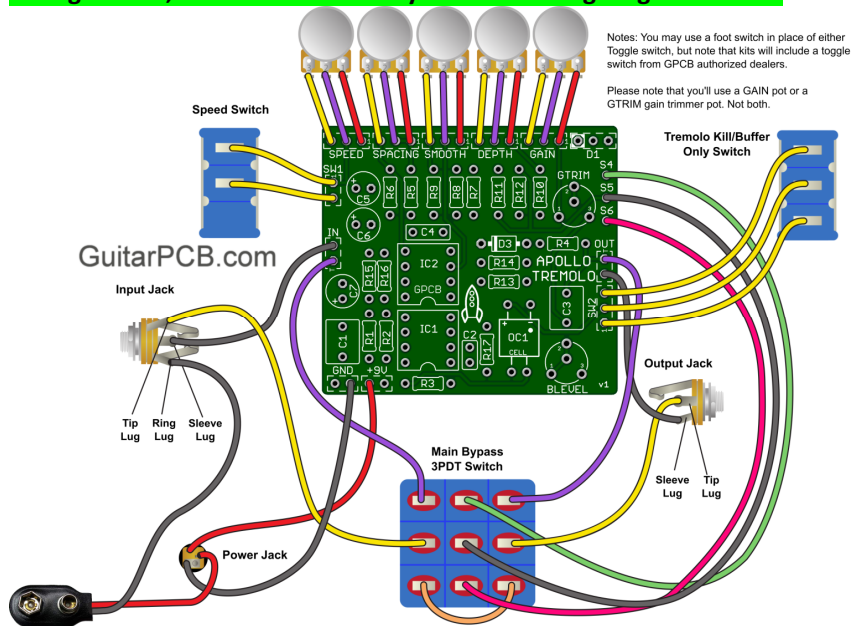 Notes: You may use a foot switch in place of either
Toggle switch, but note that kits will include a toggle
switch from GPCB authorized dealers.
Please note that you'll use a GAIN pot or a
GTRIM gain trimmer pot. Not both.
Speed Switch
Tremolo Kill/Buffer
Only Switch
SPEED SPACING SMOOTH DEPTH GAIN D1
SW1
C5
R6
R5
R9
R8
R7
R11
R12
R10
GTRIM
2
1 3
S4
S5
S6
C6
C4
IN
D3
R4
OUT
GuitarPCB.com
IC2
GPCB
R15
R16
R14
R13
APOLLO
TREMOLO
C7
Input Jack
C1
R1
R2
IC1
C2
R17
OC1
CELL
C3
SW2
GND +9V
R3
2
1 3
BLEVEL
v1
Output Jack
Tip
Lug
Ring
Lug
Sleeve
Lug
Sleeve
Lug
Tip
Lug
Main Bypass
3PDT Switch
Power Jack